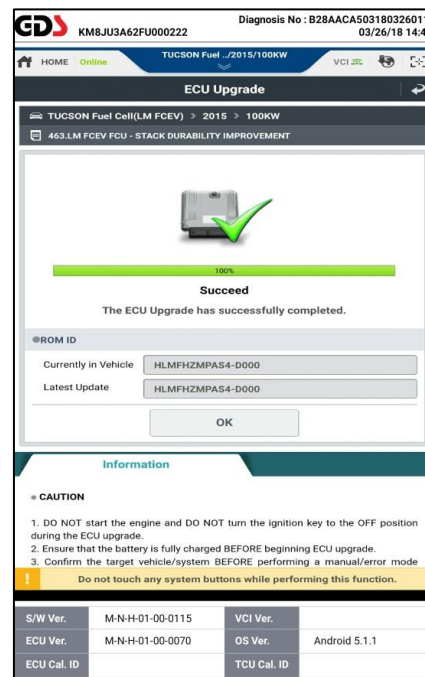 GDS KM8JU3A62FU000222
Diagnosis No : B28AACA503180326011
03/26/18 14:4
HOME Online
TUCSON Fuel ../2015/100KW
VCI
ECU Upgrade
TUCSON Fuel Cell(LM FCEV) > 2015 > 100KW
463.LM FCEV FCU - STACK DURABILITY IMPROVEMENT
100%
Succeed
The ECU Upgrade has successfully completed.
ROM ID
Currently in Vehicle HLMFHZMPAS4-D000
Latest Update HLMFHZMPAS4-D000
OK
Information
CAUTION
1. DO NOT start the engine and DO NOT turn the ignition key to the OFF position
during the ECU upgrade.
2. Ensure that the battery is fully charged BEFORE beginning ECU upgrade.
3. Confirm the target vehicle/system BEFORE performing a manual/error mode
! Do not touch any system buttons while performing this function.
S/W Ver. M-N-H-01-00-0115 VCI Ver.
ECU Ver. M-N-H-01-00-0070 OS Ver. Android 5.1.1
ECU Cal. ID TCU Cal. ID